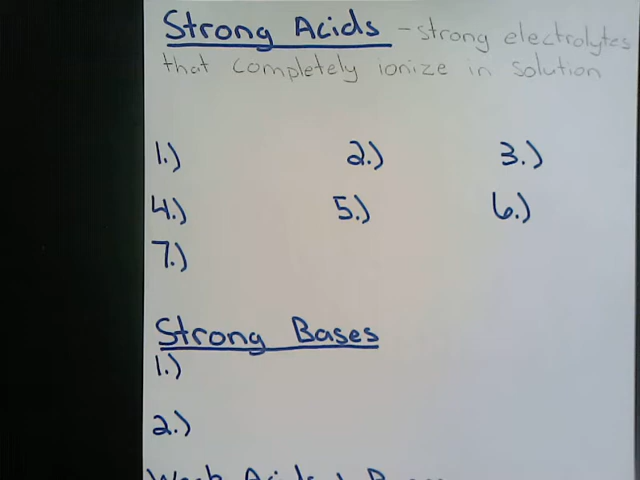 Strong Acids - strong electrolytes
that completely ionize in solution
1.) 2.) 3.)
4.) 5.) 6.)
7.)
Strong Bases
1.)
2.)